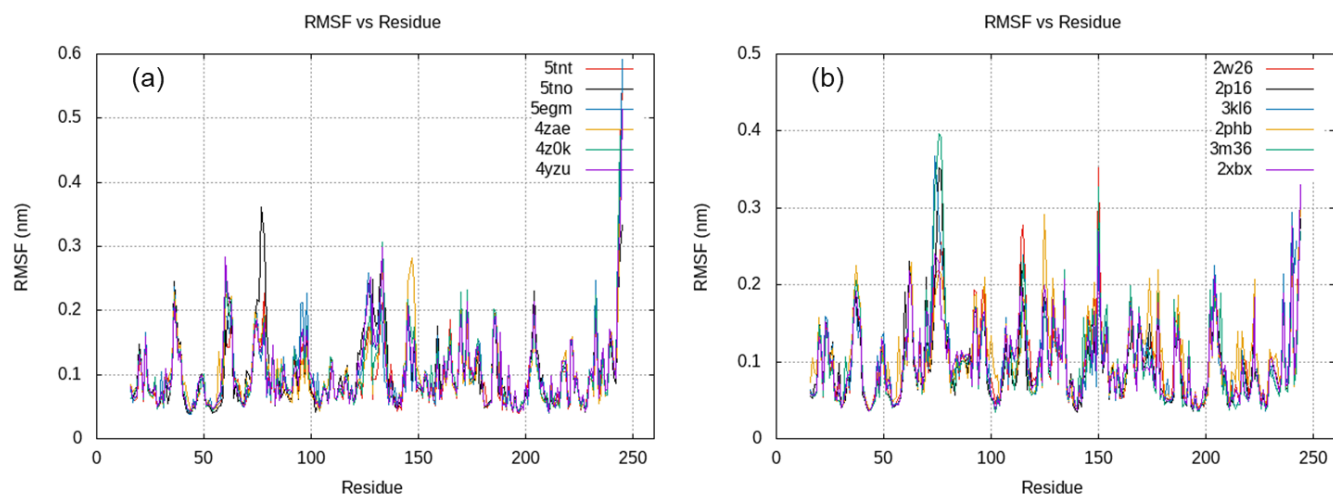 RMSF vs Residue
(a)
5tnt
5tno
5egm
4zae
4z0k
4yzu
0.6
0.5
0.4
0.3
0.2
0.1
0
RMSF (nm)
0 50 100 150 200 250
Residue
RMSF vs Residue
(b)
2w26
2p16
3kl6
2phb
3m36
2xbx
0.5
0.4
0.3
0.2
0.1
0
RMSF (nm)
0 50 100 150 200 250
Residue